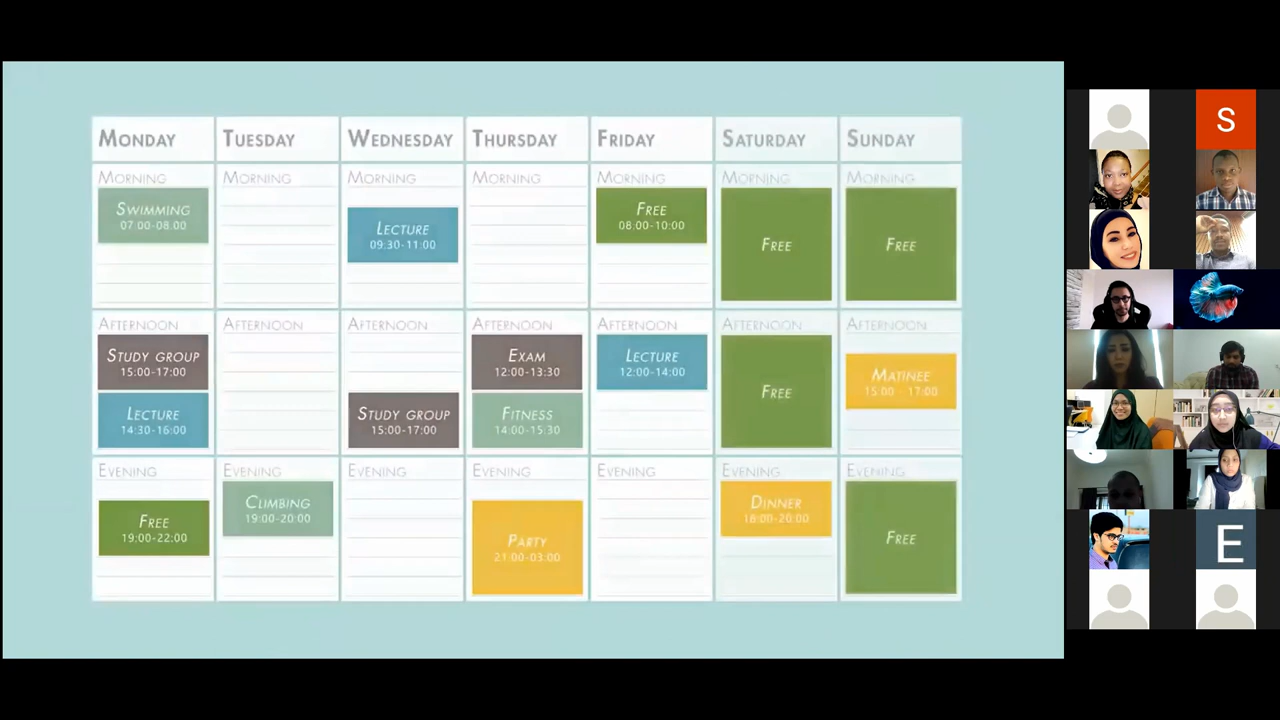 MONDAY
TUESDAY
WEDNESDAY
THURSDAY
FRIDAY
SATURDAY
SUNDAY
MORNING
SWIMMING
07:00-08:00
MORNING
MORNING
LECTURE
09:30-11:00
MORNING
MORNING
FREE
08:00-10:00
MORNING
FREE
MORNING
FREE
AFTERNOON
STUDY GROUP
15:00-17:00
LECTURE
14:30-16:00
AFTERNOON
AFTERNOON
STUDY GROUP
15:00-17:00
AFTERNOON
EXAM
12:00-13:30
FITNESS
14:00-15:30
AFTERNOON
LECTURE
12:00-14:00
AFTERNOON
FREE
AFTERNOON
MATINEE
15:00 - 17:00
EVENING
FREE
19:00-22:00
EVENING
CLIMBING
19:00-20:00
EVENING
EVENING
PARTY
21:00-03:00
EVENING
EVENING
DINNER
18:00-20:00
EVENING
FREE
S
E